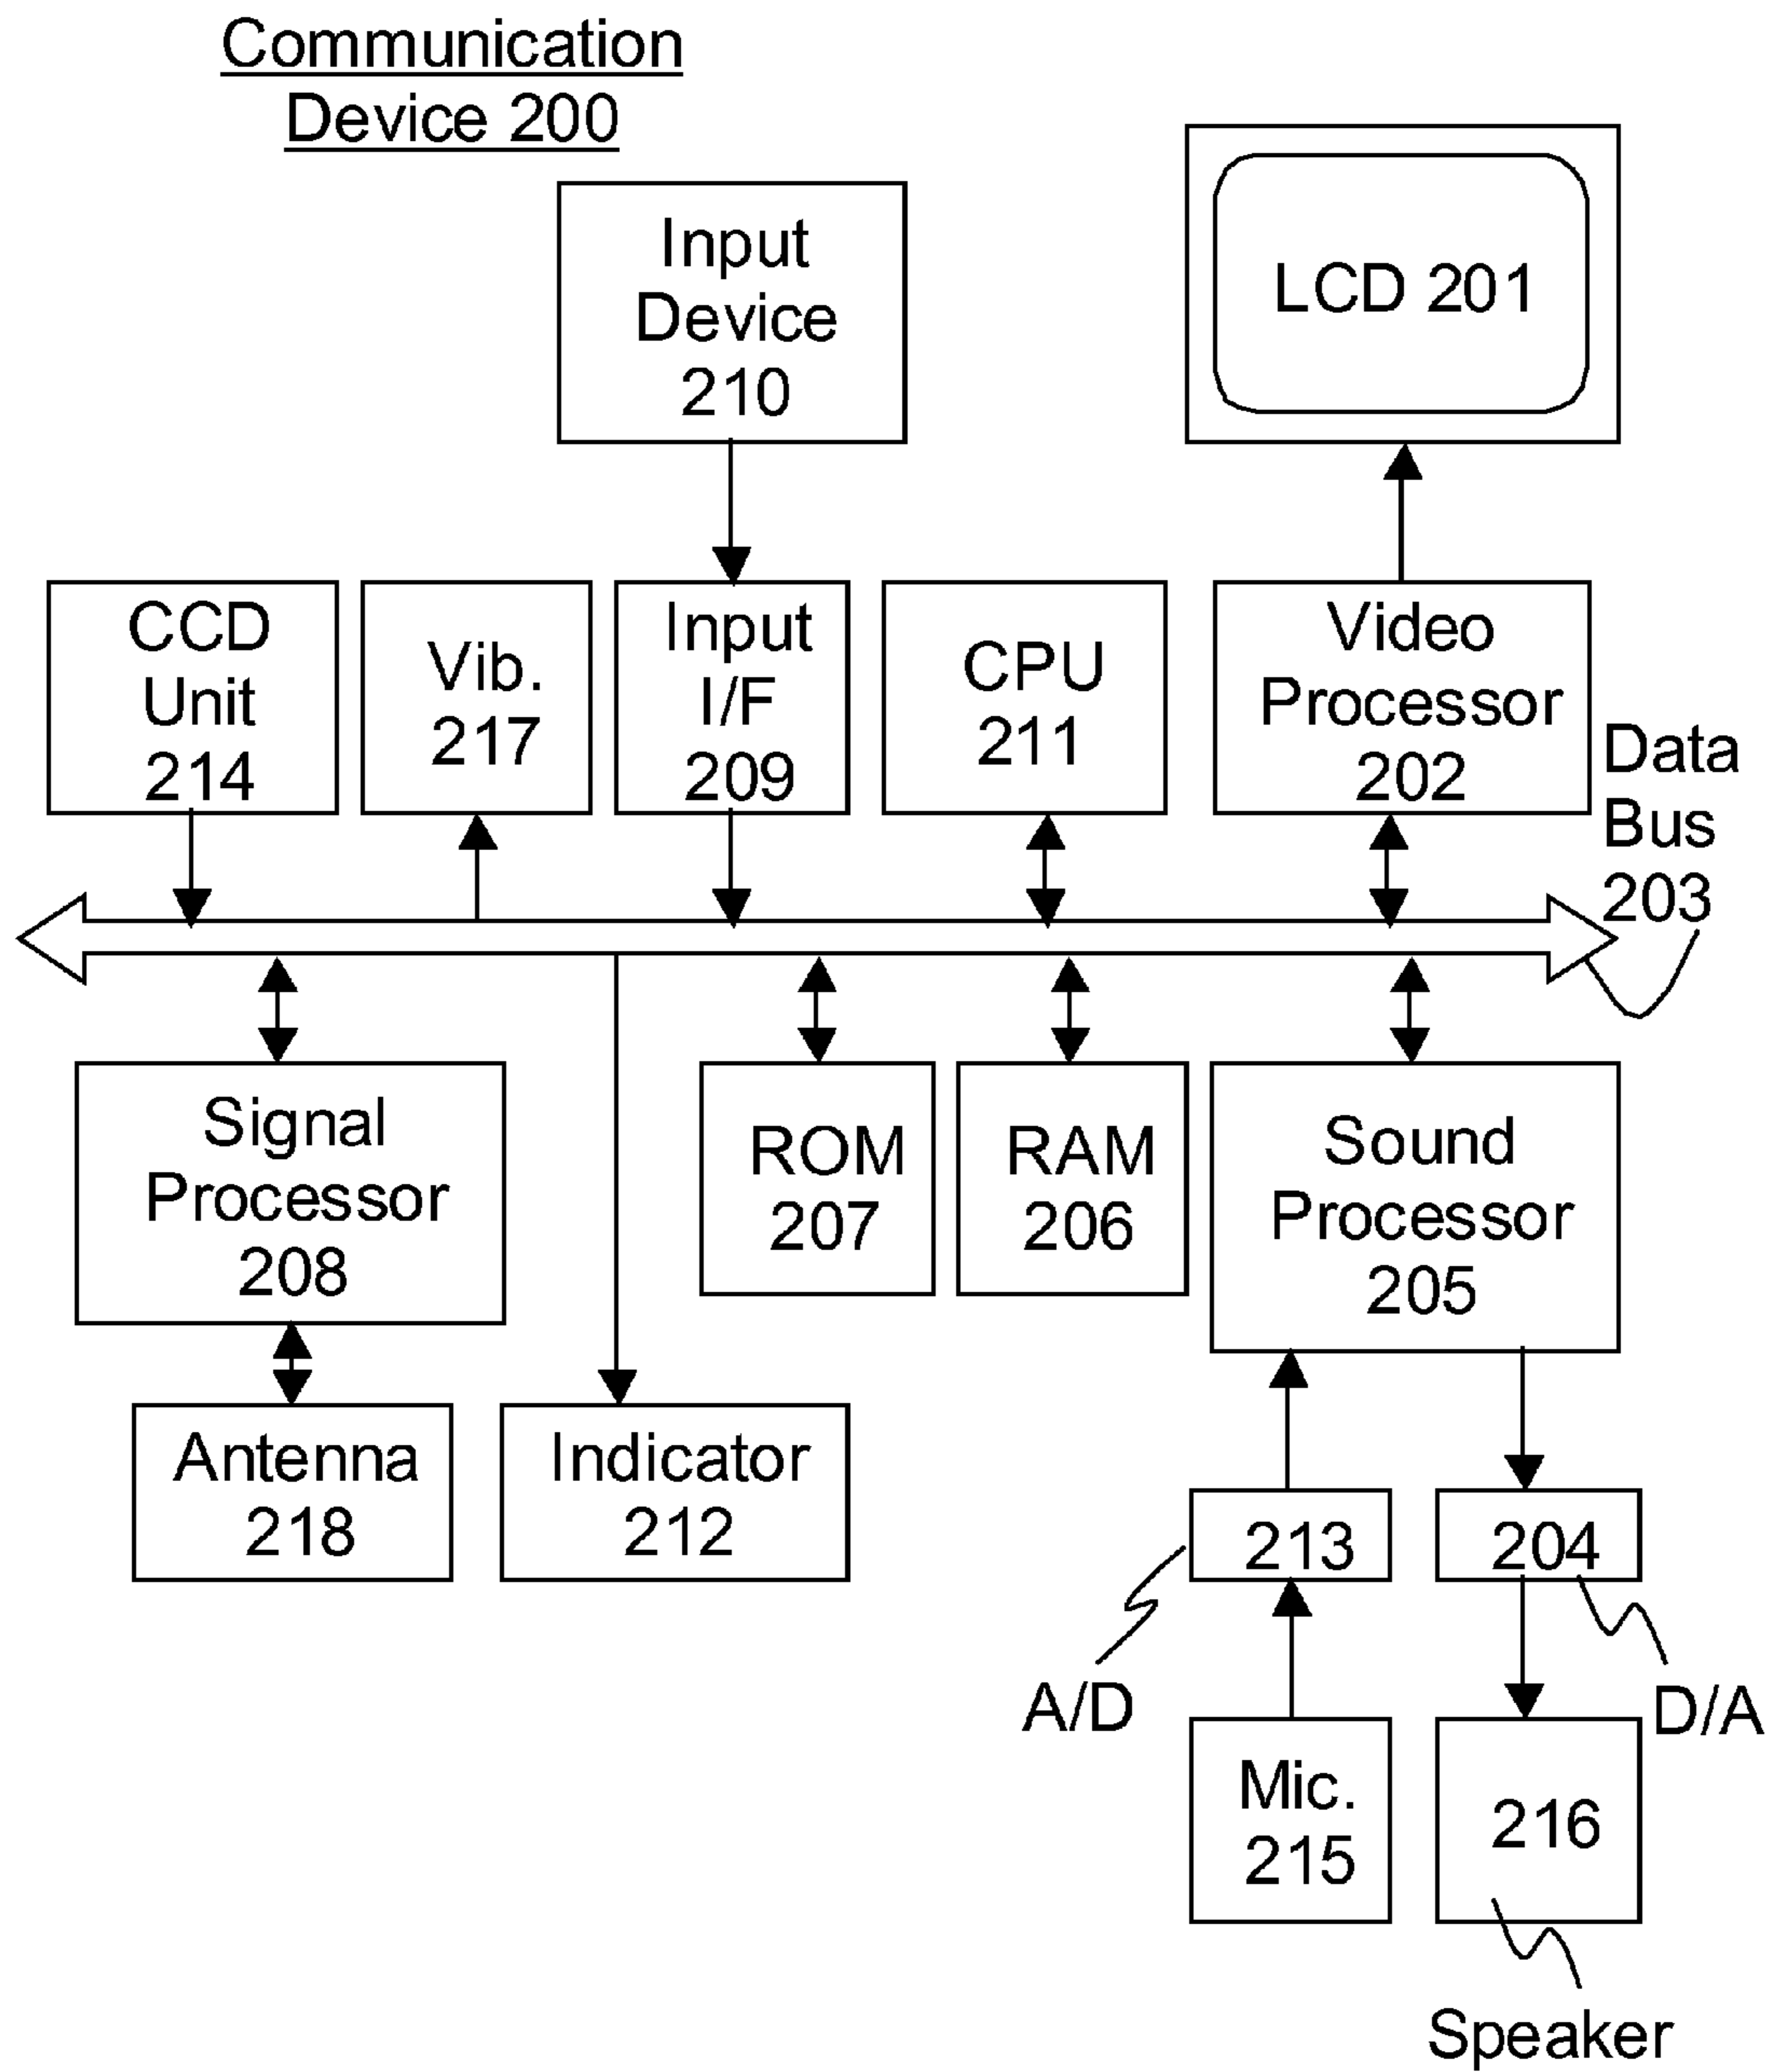 Communication
Device 200
Input
Device
210
LCD 201
CCD
Unit
214
Vib.
217
Input
I/F
209
CPU
211
Video
Processor
202
Data
Bus
203
Signal
Processor
208
ROM
207
RAM
206
Sound
Processor
205
Antenna
218
Indicator
212
213
204
A/D
D/A
Mic.
215
216
Speaker